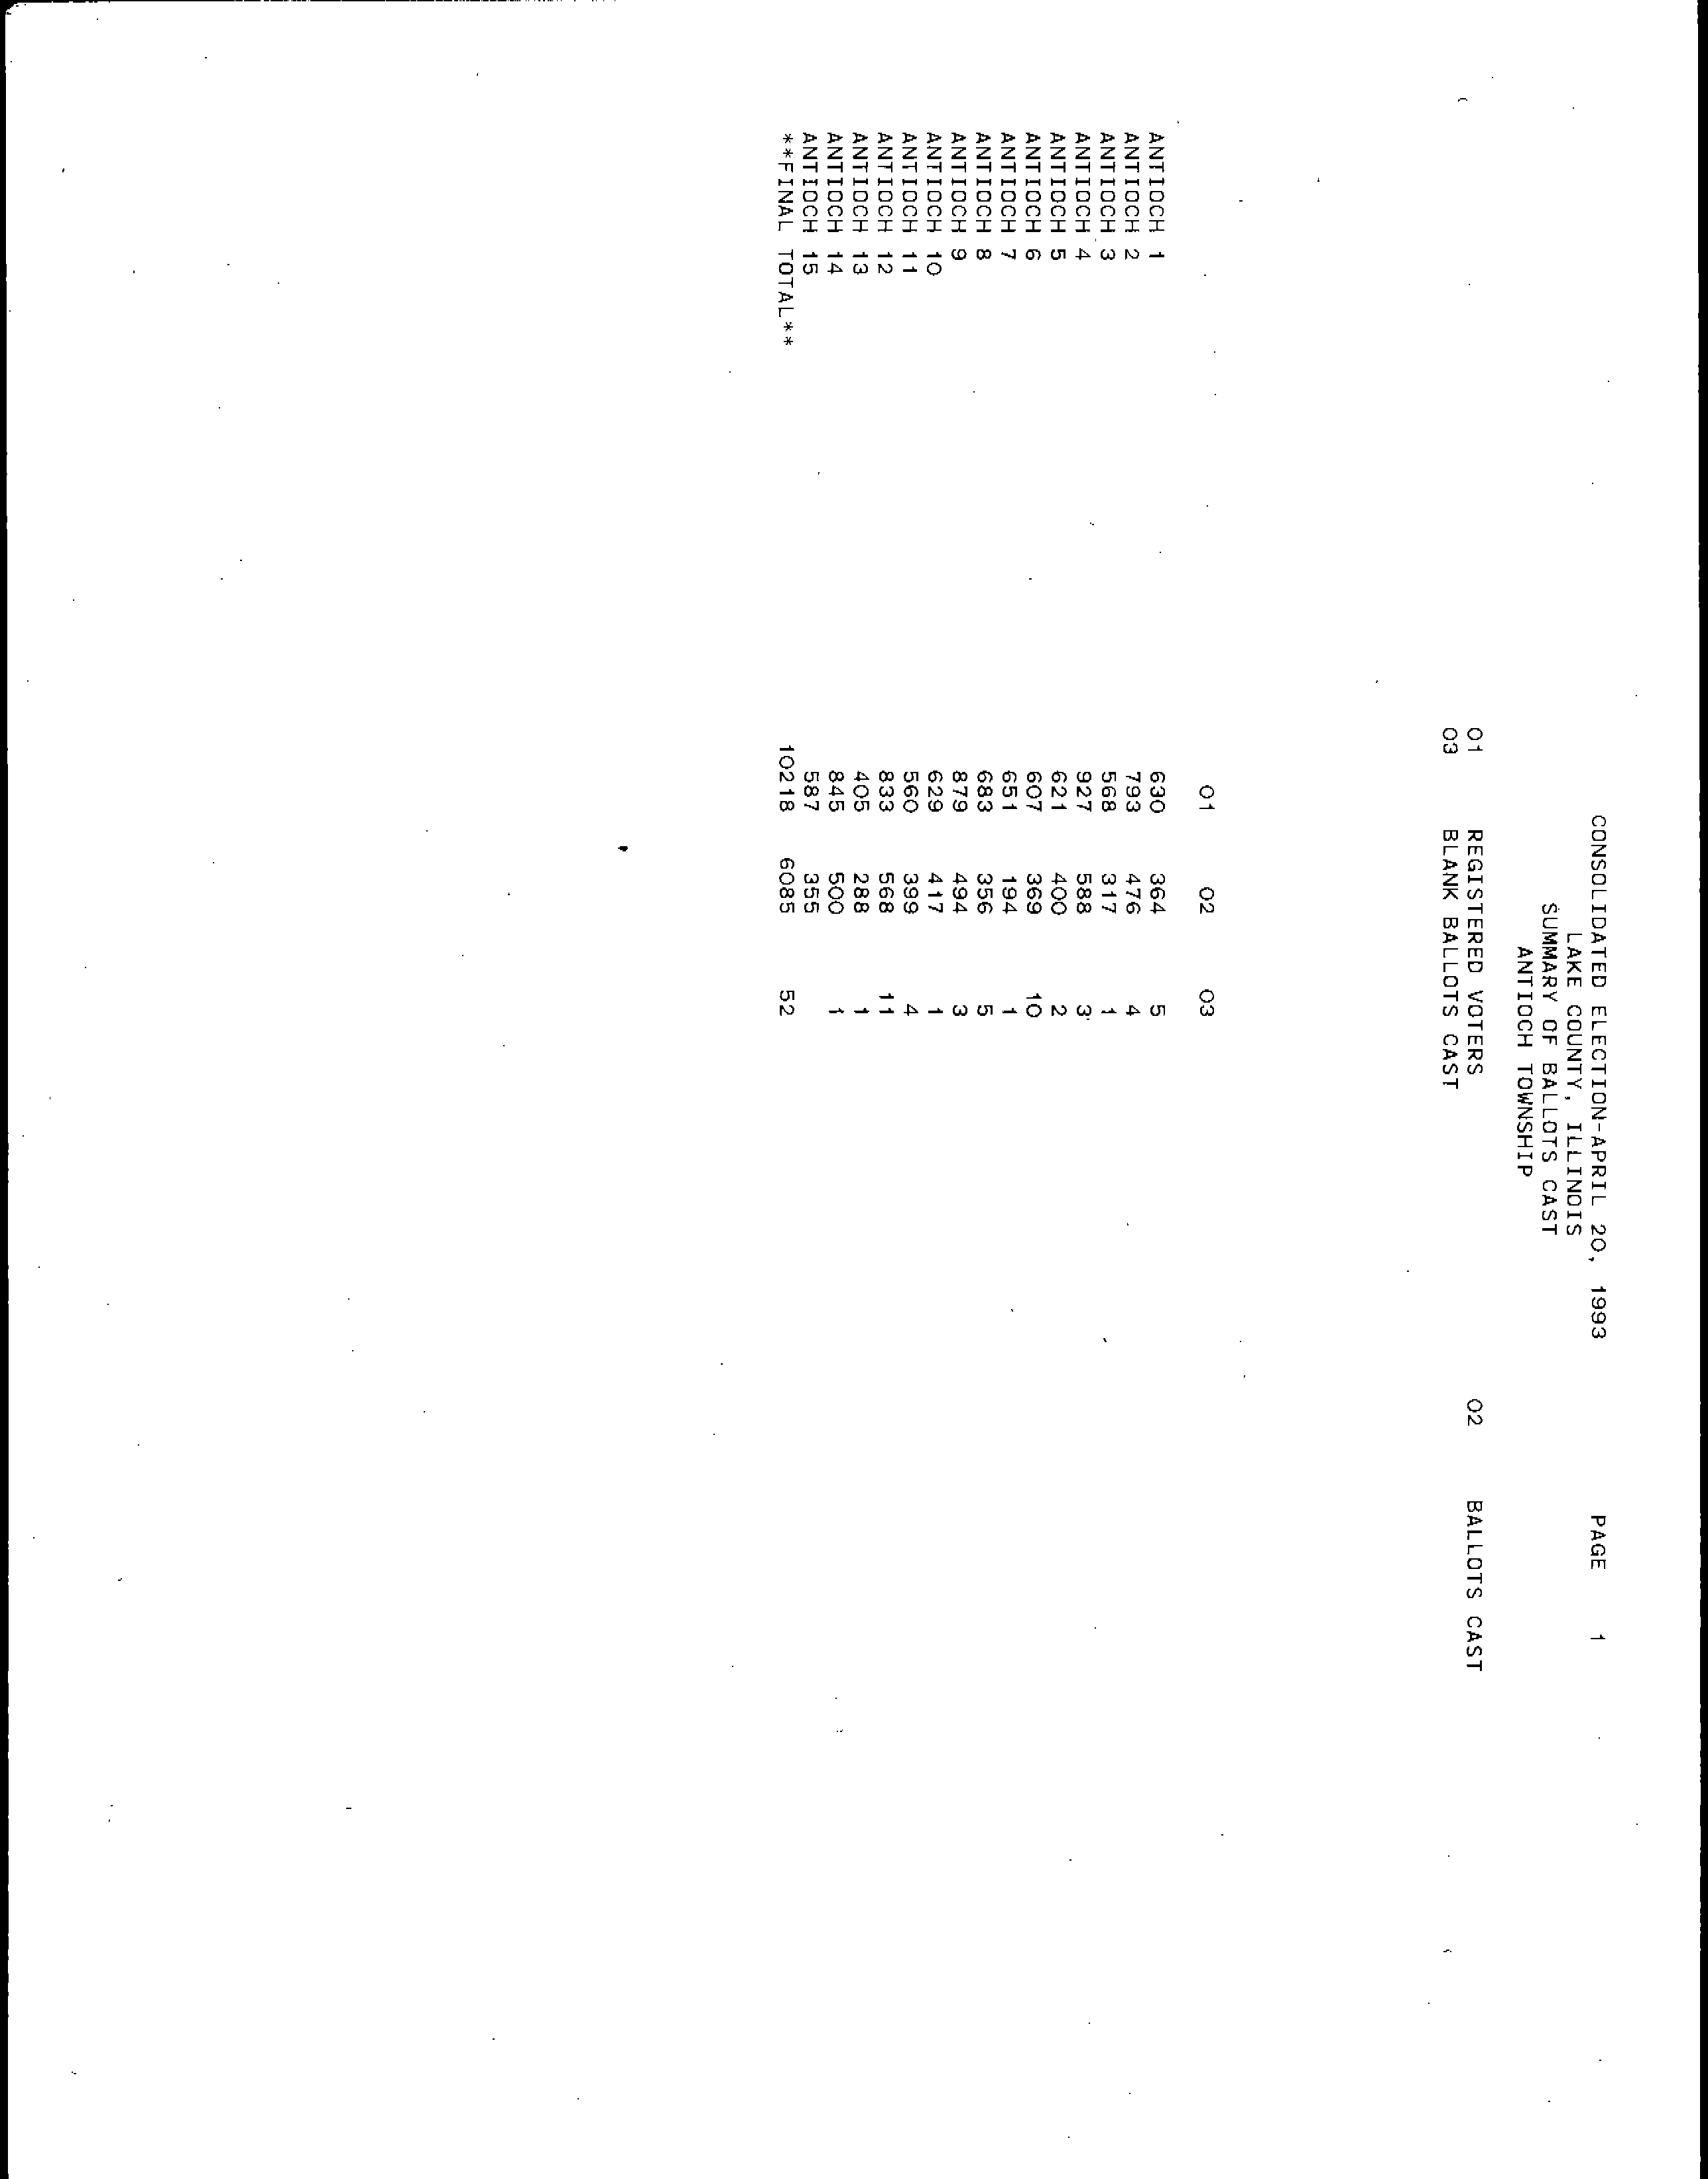 CONSOLIDATED ELECTION-APRIL 20, 1993 PAGE 1
LAKE COUNTY, ILLINOIS
SUMMARY OF BALLOTS CAST
ANTIOCH TOWNSHIP
01 REGISTERED VOTERS 02 BALLOTS CAST
03 BLANK BALLOTS CAST
01 02 03
ANTIOCH 1 630 364 5
ANTIOCH 2 793 476 4
ANTIOCH 3 568 317 1
ANTIOCH 4 927 588 3
ANTIOCH 5 621 400 2
ANTIOCH 6 607 369 10
ANTIOCH 7 651 194 1
ANTIOCH 8 683 356 5
ANTIOCH 9 879 494 3
ANTIOCH 10 629 417 1
ANTIOCH 11 560 399 4
ANTIOCH 12 833 568 11
ANTIOCH 13 405 288 1
ANTIOCH 14 845 500 1
ANTIOCH 15 587 355
**FINAL TOTAL** 10218 6085 52